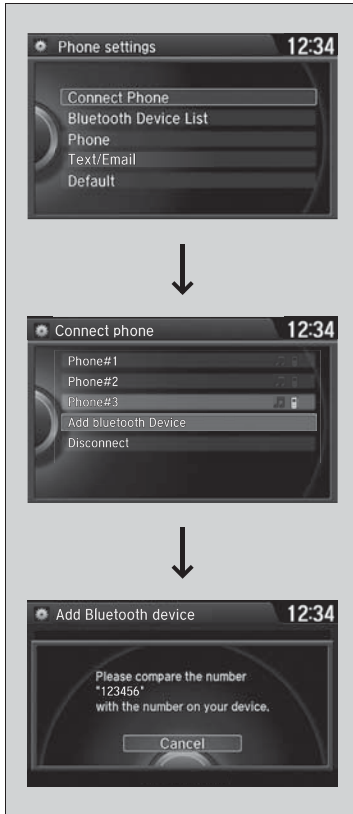 Phone settings 12:34
Connect Phone
Bluetooth Device List
Phone
Text/Email
Default
Connect phone 12:34
Phone#1
Phone#2
Phone#3
Add bluetooth Device
Disconnect
Add Bluetooth device 12:34
Please compare the number
"123456"
with the number on your device.
Cancel